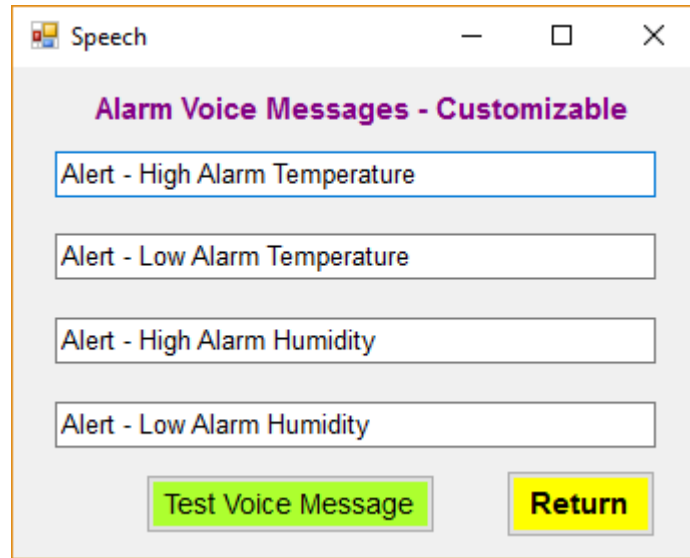 Speech
Alarm Voice Messages - Customizable
Alert - High Alarm Temperature
Alert - Low Alarm Temperature
Alert - High Alarm Humidity
Alert - Low Alarm Humidity
Test Voice Message Return